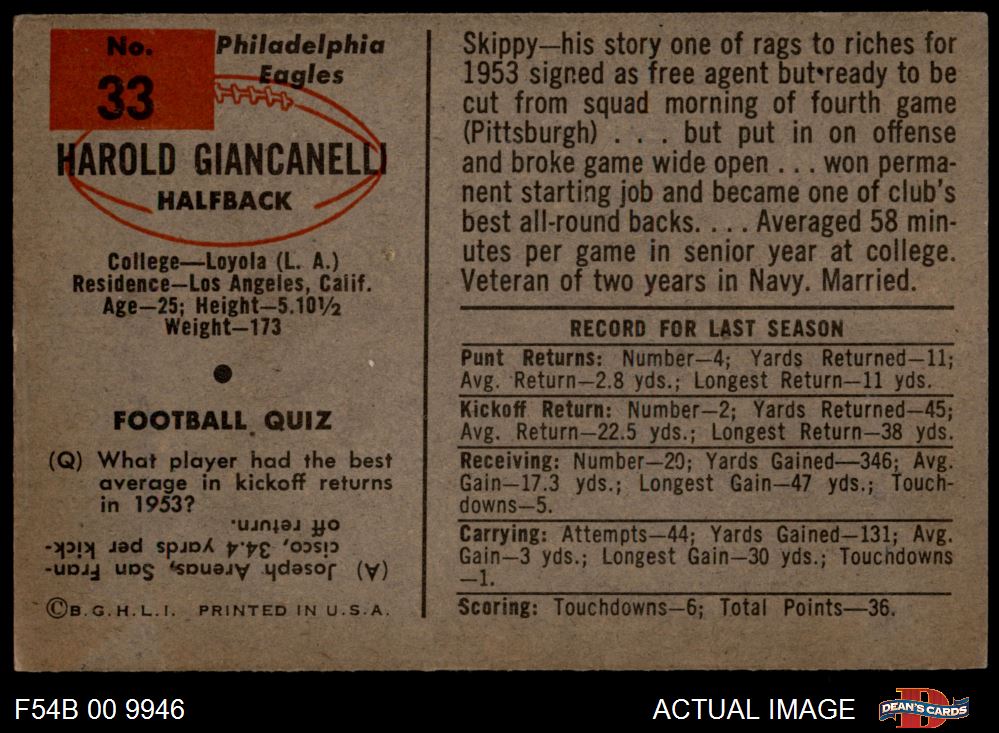 No.
33
Philadelphia
Eagles
HAROLD GIANCANELLI
HALFBACK
College—Loyola (L. A.)
Residence—Los Angeles, Calif.
Age—25; Height—5.10½
Weight—173
FOOTBALL QUIZ
(Q) What player had the best
average in kickoff returns
in 1953?
(A) Joseph Arenas, San Fran-
cisco, 34.4 yards per kick-
off return.
©B.G.H.L.I. PRINTED IN U.S.A.
Skippy—his story one of rags to riches for
1953 signed as free agent but ready to be
cut from squad morning of fourth game
(Pittsburgh) . . . but put in on offense
and broke game wide open . . . won perma-
nent starting job and became one of club's
best all-round backs. . . . Averaged 58 min-
utes per game in senior year at college.
Veteran of two years in Navy. Married.
RECORD FOR LAST SEASON
Punt Returns: Number—4; Yards Returned—11;
Avg. Return—2.8 yds.; Longest Return—11 yds.
Kickoff Return: Number—2; Yards Returned—45;
Avg. Return—22.5 yds.; Longest Return—38 yds.
Receiving: Number—20; Yards Gained—346; Avg.
Gain—17.3 yds.; Longest Gain—47 yds.; Touch-
downs—5.
Carrying: Attempts—44; Yards Gained—131; Avg.
Gain—3 yds.; Longest Gain—30 yds.; Touchdowns
—1.
Scoring: Touchdowns—6; Total Points—36.
F54B 00 9946
ACTUAL IMAGE
D
DEAN'S CARDS